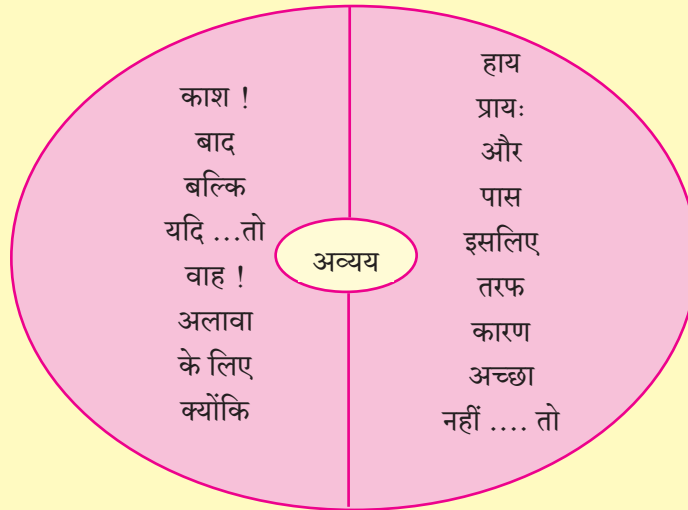 काश !
बाद
बल्कि
यदि ...तो
वाह !
अलावा
के लिए
क्योंकि
अव्यय
हाय
प्रायः
और
पास
इसलिए
तरफ
कारण
अच्छा
नहीं .... तो